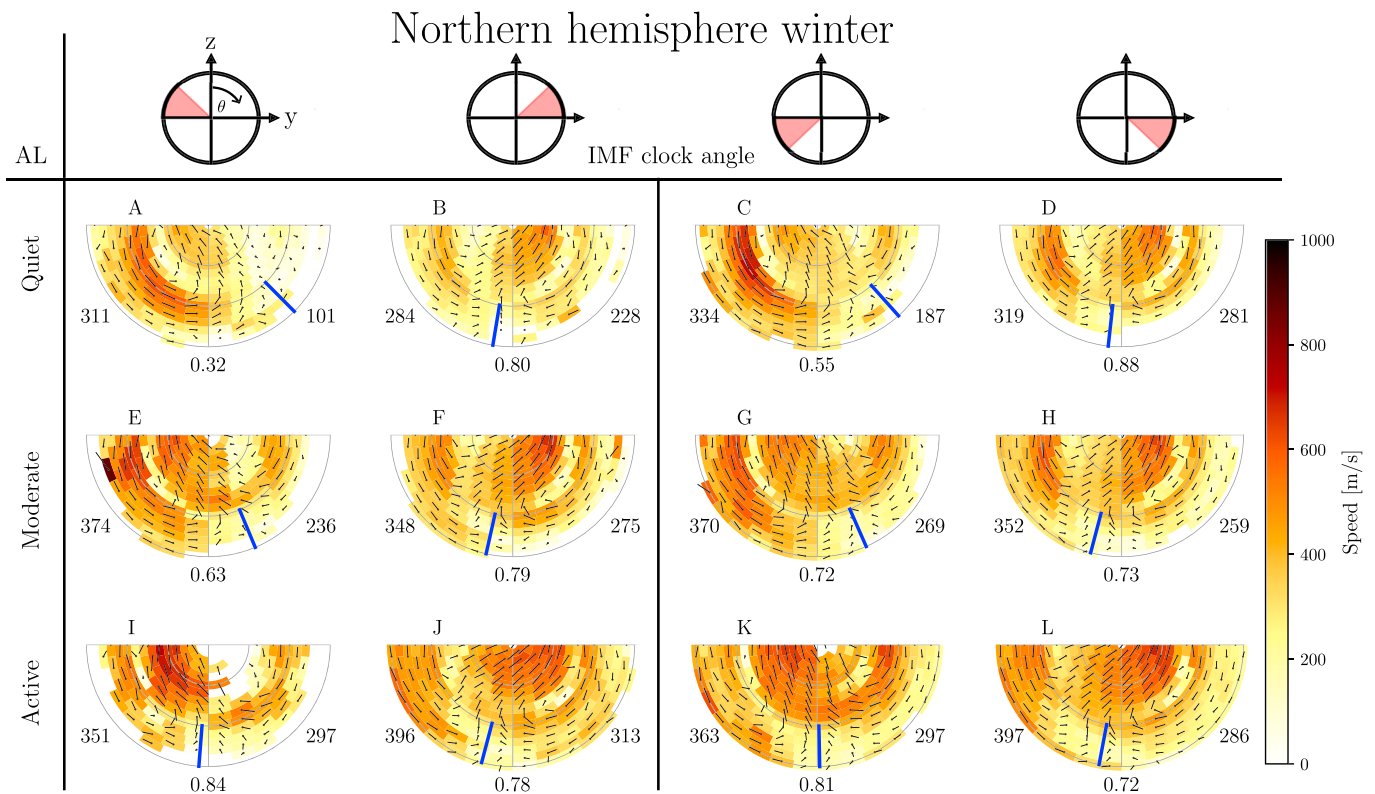 Northern hemisphere winter
z
θ
y
AL
IMF clock angle
Quiet
A
B
C
D
311
101
284
228
334
187
319
281
0.32
0.80
0.55
0.88
Moderate
E
F
G
H
374
236
348
275
370
269
352
259
0.63
0.79
0.72
0.73
Active
I
J
K
L
351
297
396
313
363
297
397
286
0.84
0.78
0.81
0.72
1000
800
600
400
200
0
Speed [m/s]